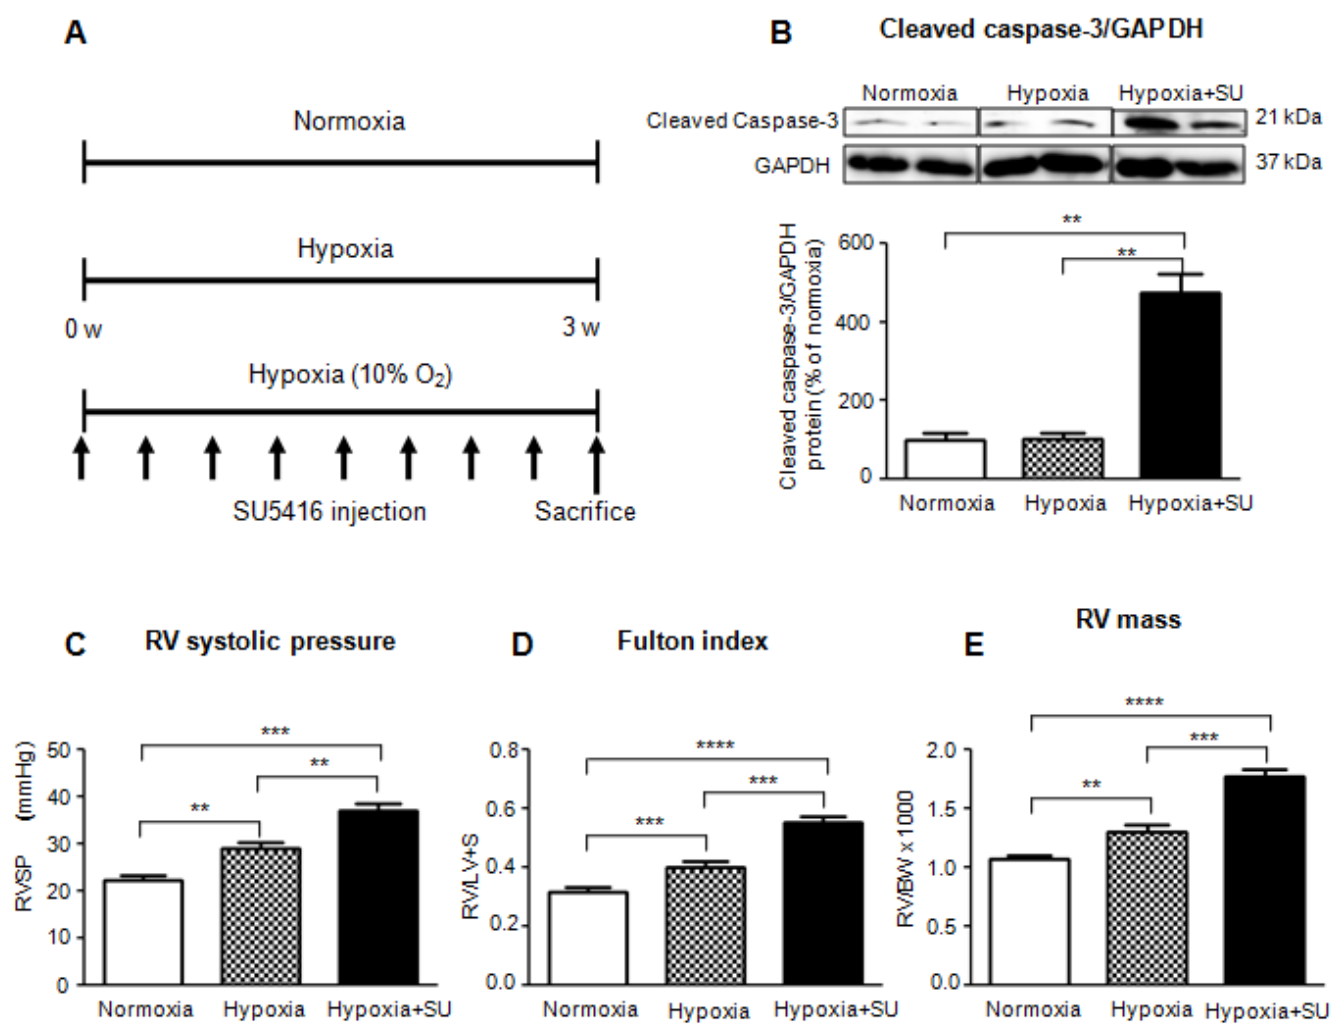 A
Normoxia
Hypoxia
0 w
3 w
Hypoxia (10% O₂)
SU5416 injection
Sacrifice
B
Cleaved caspase-3/GAPDH
Normoxia
Hypoxia
Hypoxia+SU
Cleaved Caspase-3
21 kDa
GAPDH
37 kDa
Cleaved caspase-3/GAPDH
protein (% of normoxia)
600
400
200
0
**
**
Normoxia
Hypoxia
Hypoxia+SU
C
RV systolic pressure
RVSP (mmHg)
50
40
30
20
10
0
***
**
**
Normoxia
Hypoxia
Hypoxia+SU
D
Fulton index
RV/LV+S
0.8
0.6
0.4
0.2
0.0
****
***
***
Normoxia
Hypoxia
Hypoxia+SU
E
RV mass
RV/BW x 1000
2.0
1.5
1.0
0.5
0.0
****
***
**
Normoxia
Hypoxia
Hypoxia+SU